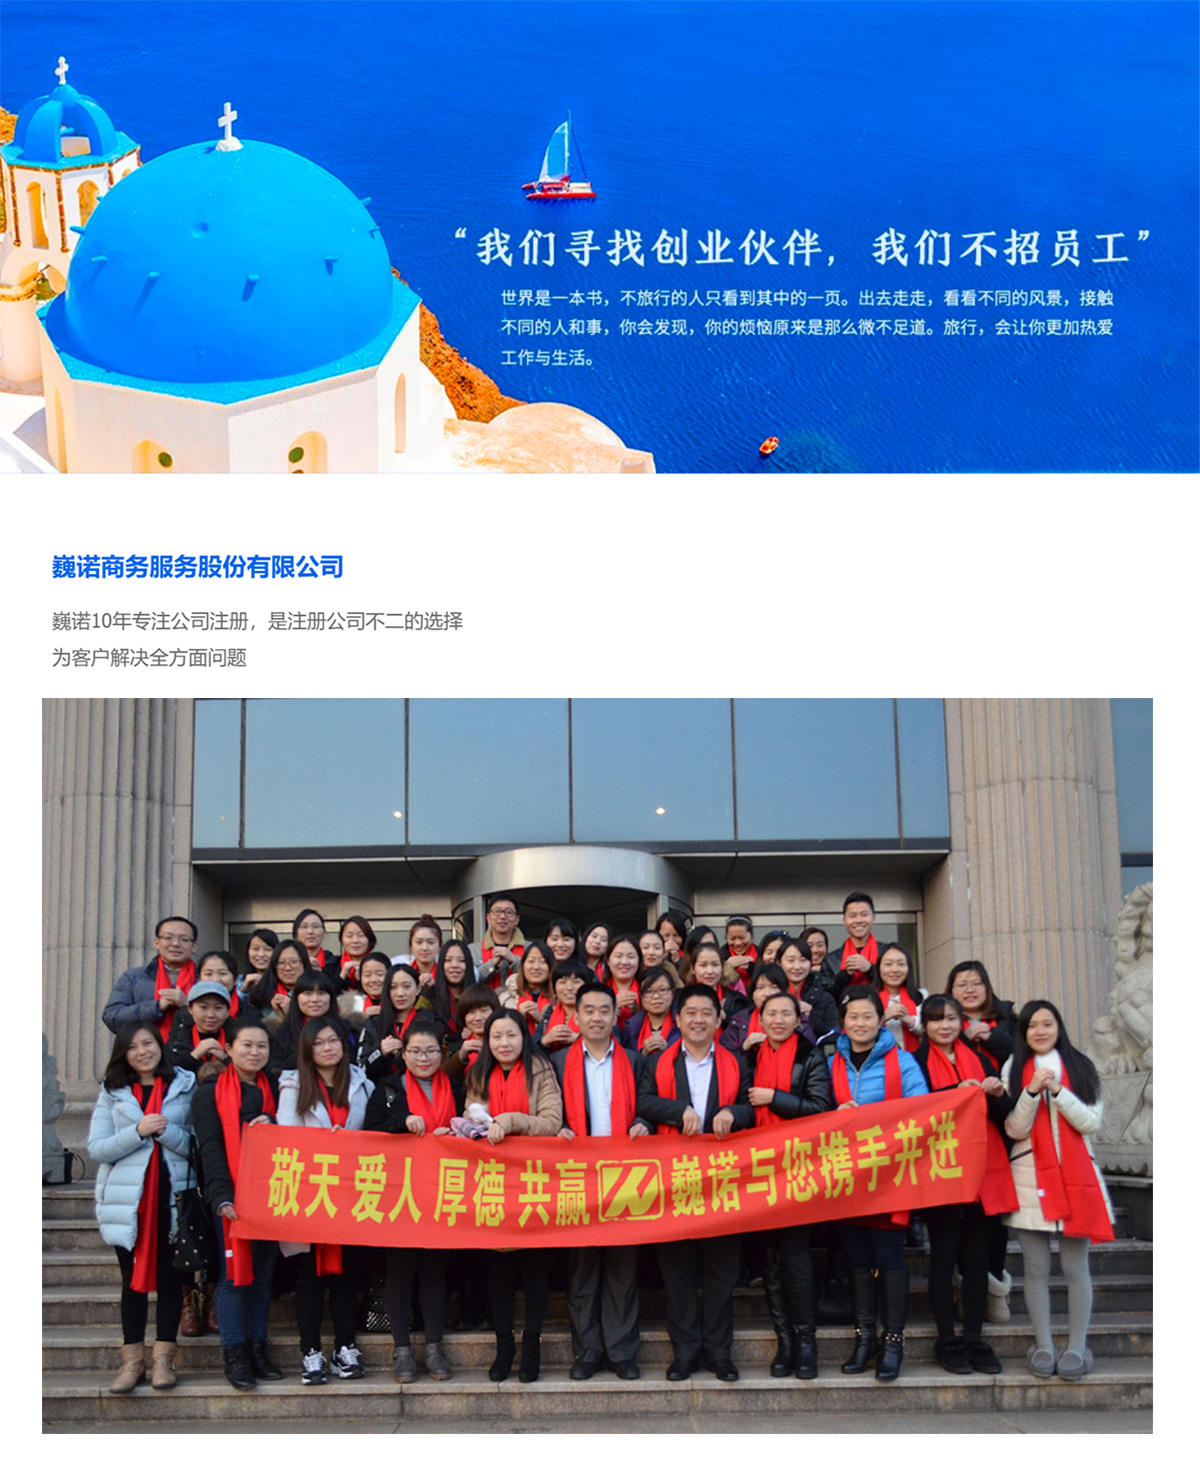 “我们寻找创业伙伴，我们不招员工”
世界是一本书，不旅行的人只看到其中的一页。出去走走，看看不同的风景，接触
不同的人和事，你会发现，你的烦恼原来是那么微不足道。旅行，会让你更加热爱
工作与生活。
巍诺商务服务股份有限公司
巍诺10年专注公司注册，是注册公司不二的选择
为客户解决全方面问题
敬天 爱人 厚德 共赢 巍诺与您携手并进